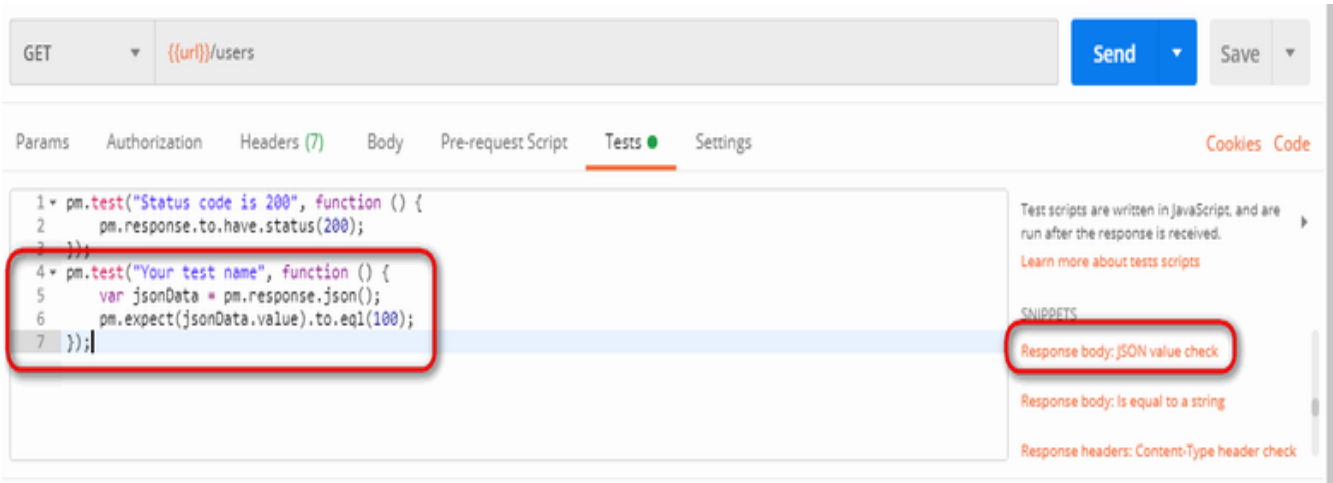 GET {{url}}/users Send Save
Params Authorization Headers (7) Body Pre-request Script Tests Settings Cookies Code
1 pm.test("Status code is 200", function () {
2 pm.response.to.have.status(200);
3 });
4 pm.test("Your test name", function () {
5 var jsonData = pm.response.json();
6 pm.expect(jsonData.value).to.eql(100);
7 });
Test scripts are written in JavaScript, and are
run after the response is received.
Learn more about tests scripts
SNIPPETS
Response body: JSON value check
Response body: Is equal to a string
Response headers: Content-Type header check